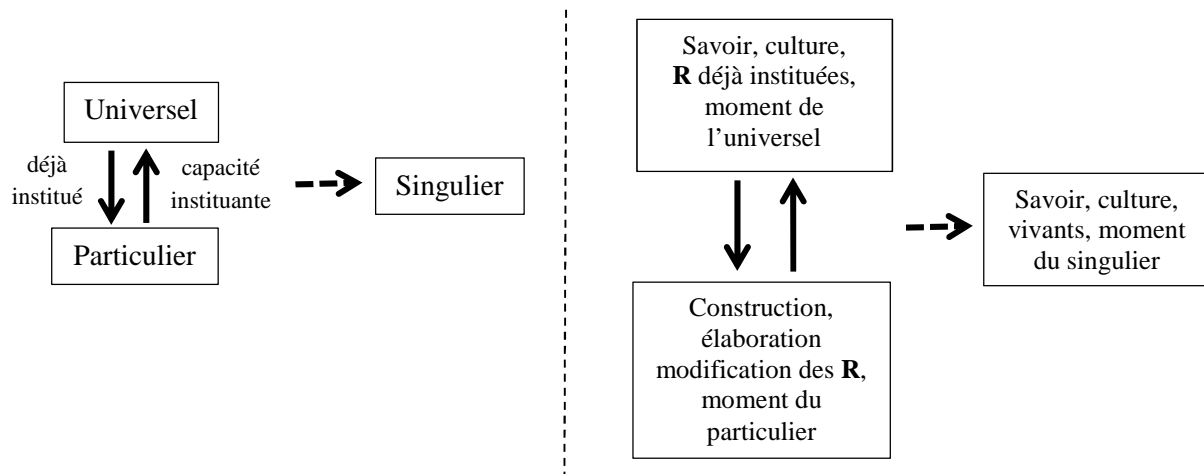 Universel
déjà
institué
capacité
instituante
Particulier
Singulier
Savoir, culture,
R déjà instituées,
moment de
l’universel
Construction,
élaboration
modification des R,
moment du
particulier
Savoir, culture,
vivants, moment
du singulier